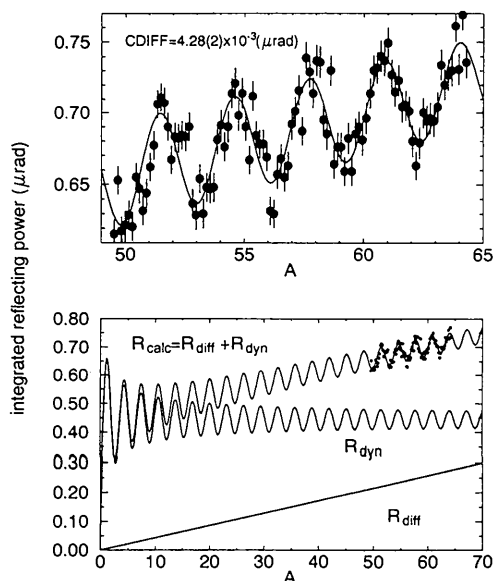 CDIFF=4.28(2)x10⁻³(μrad)
0.75
0.70
0.65
50 55 60 65
A
integrated reflecting power (μrad)
R_calc=R_diff + R_dyn
0.80
0.70
0.60
0.50
0.40
0.30
0.20
0.10
0.00
R_dyn
R_diff
0 10 20 30 40 50 60 70
A